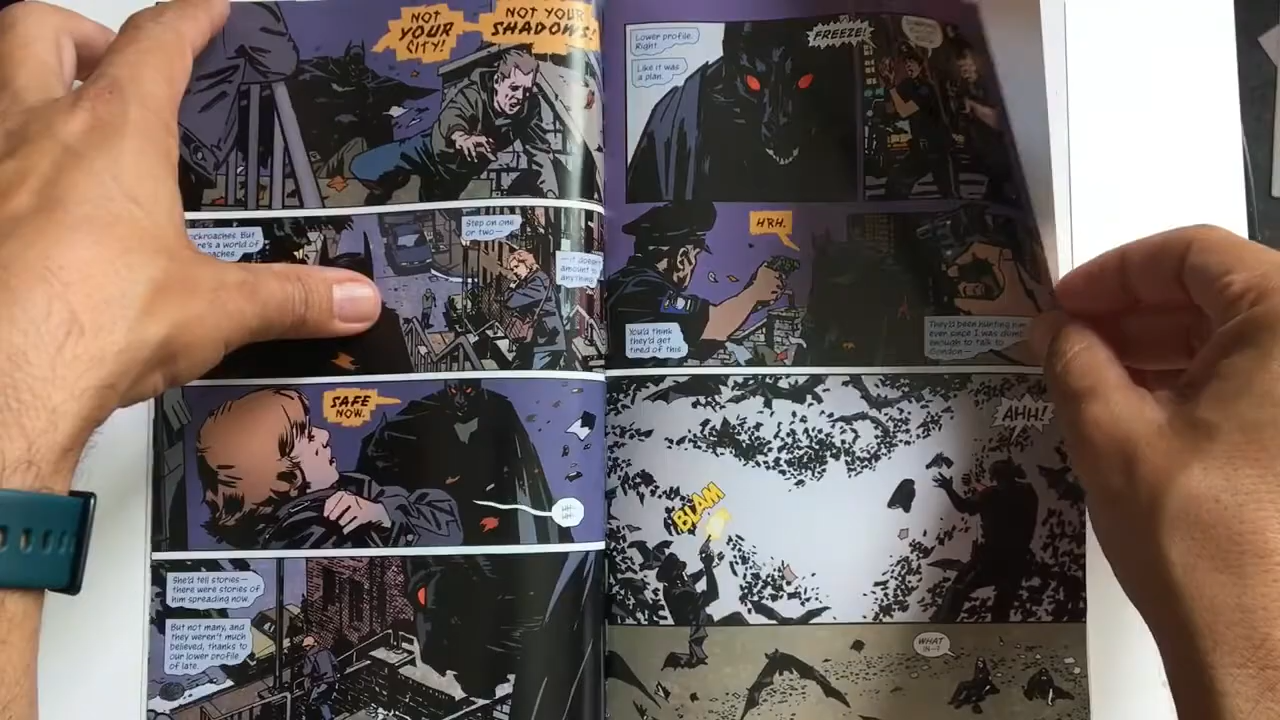 NOT
YOUR
CITY!
NOT YOUR
SHADOWS!
ckroaches. But
re's a world of
oaches.
Step on one
or two—
—it doesn't
amount to
anything.
SAFE
NOW.
She'd tell stories—
there were stories of
him spreading now.
But not many, and
they weren't much
believed, thanks to
our lower profile
of late.
Lower profile.
Right.
Like it was
a plan.
FREEZE!
HRH.
You'd think
they'd get
tired of this.
They'd been hunting him
ever since I was dumb
enough to talk to
Gordon—
BLAM
AHH!
WHAT
IN--?